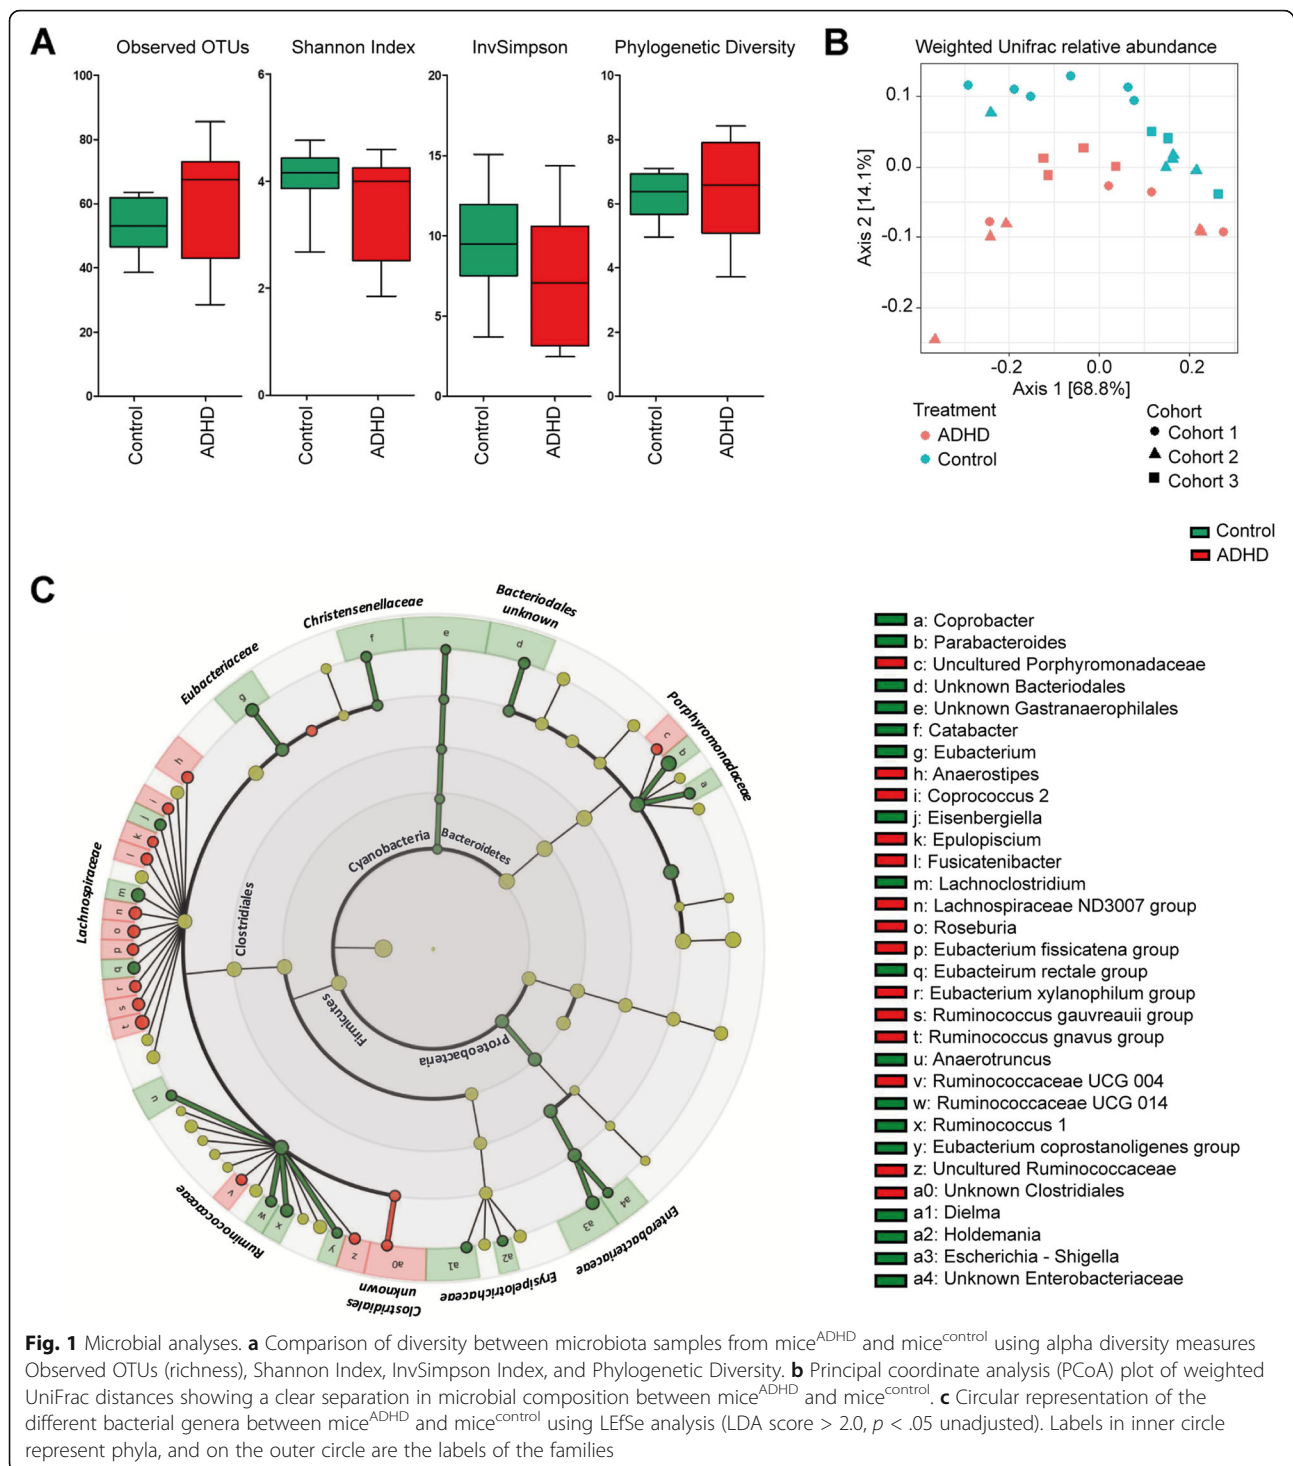 A
Observed OTUs
Shannon Index
InvSimpson
Phylogenetic Diversity
100
80
60
40
20
0
Control
ADHD
6
4
2
0
Control
ADHD
20
15
10
5
0
Control
ADHD
10
8
6
4
2
0
Control
ADHD
B
Weighted Unifrac relative abundance
Axis 2 [14.1%]
0.1
0.0
-0.1
-0.2
-0.2
0.0
0.2
Axis 1 [68.8%]
Treatment
ADHD
Control
Cohort
Cohort 1
Cohort 2
Cohort 3
Control
ADHD
C
Christensenellaceae
Bacteriodales
unknown
Eubacteriaceae
Porphyromonadaceae
Lachnospiraceae
Ruminococcaceae
Clostridiales
unknown
Erysipelotrichaceae
Enterobacteriaceae
Cyanobacteria
Bacteroidetes
Clostridiales
Firmicutes
Proteobacteria
f
e
d
g
c
b
a
h
i
j
k
l
m
n
o
p
q
r
s
t
u
v
w
x
y
z
a0
a1
a2
a3
a4
a: Coprobacter
b: Parabacteroides
c: Uncultured Porphyromonadaceae
d: Unknown Bacteriodales
e: Unknown Gastranaerophilales
f: Catabacter
g: Eubacterium
h: Anaerostipes
i: Coprococcus 2
j: Eisenbergiella
k: Epulopiscium
l: Fusicatenibacter
m: Lachnoclostridium
n: Lachnospiraceae ND3007 group
o: Roseburia
p: Eubacterium fissicatena group
q: Eubacteirum rectale group
r: Eubacterium xylanophilum group
s: Ruminococcus gauvreauii group
t: Ruminococcus gnavus group
u: Anaerotruncus
v: Ruminococcaceae UCG 004
w: Ruminococcaceae UCG 014
x: Ruminococcus 1
y: Eubacterium coprostanoligenes group
z: Uncultured Ruminococcaceae
a0: Unknown Clostridiales
a1: Dielma
a2: Holdemania
a3: Escherichia - Shigella
a4: Unknown Enterobacteriaceae
Fig. 1 Microbial analyses. a Comparison of diversity between microbiota samples from mice^ADHD and mice^control using alpha diversity measures
Observed OTUs (richness), Shannon Index, InvSimpson Index, and Phylogenetic Diversity. b Principal coordinate analysis (PCoA) plot of weighted
UniFrac distances showing a clear separation in microbial composition between mice^ADHD and mice^control. c Circular representation of the
different bacterial genera between mice^ADHD and mice^control using LEfSe analysis (LDA score > 2.0, p < .05 unadjusted). Labels in inner circle
represent phyla, and on the outer circle are the labels of the families